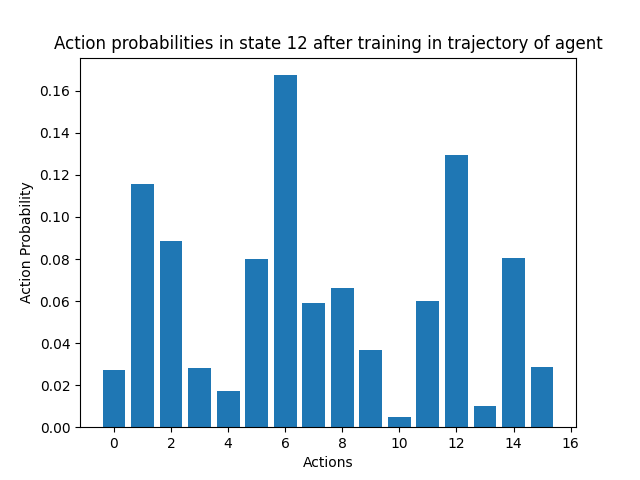 Action probabilities in state 12 after training in trajectory of agent
0.16
0.14
0.12
0.10
0.08
0.06
0.04
0.02
0.00
Action Probability
0 2 4 6 8 10 12 14 16
Actions